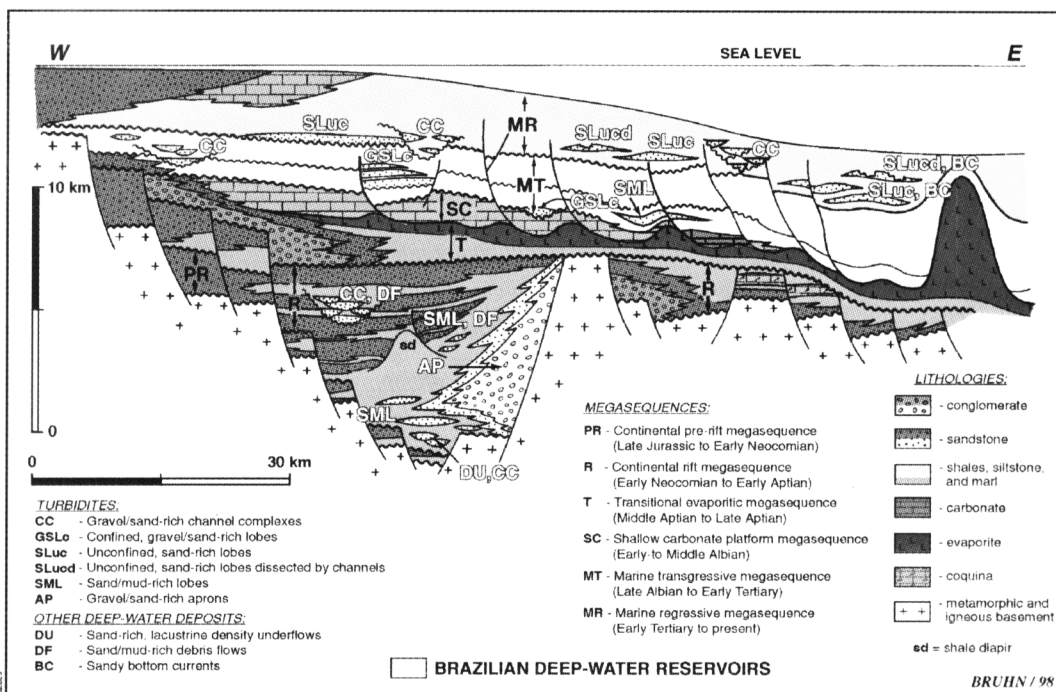 W
SEA LEVEL
E
SLuc
CC
MR
SLucd
SLuc
CC
CC
GSLc
SLucd, BC
10 km
MT
SML
SLuc, BC
GSLc
SC
T
PR
R
R
CC, DF
SML, DF
sd
AP
SML
DU, CC
0
0
30 km
TURBIDITES:
CC - Gravel/sand-rich channel complexes
GSLc - Confined, gravel/sand-rich lobes
SLuc - Unconfined, sand-rich lobes
SLucd - Unconfined, sand-rich lobes dissected by channels
SML - Sand/mud-rich lobes
AP - Gravel/sand-rich aprons
OTHER DEEP-WATER DEPOSITS:
DU - Sand-rich, lacustrine density underflows
DF - Sand/mud-rich debris flows
BC - Sandy bottom currents
MEGASEQUENCES:
PR - Continental pre-rift megasequence
(Late Jurassic to Early Neocomian)
R - Continental rift megasequence
(Early Neocomian to Early Aptian)
T - Transitional evaporitic megasequence
(Middle Aptian to Late Aptian)
SC - Shallow carbonate platform megasequence
(Early to Middle Albian)
MT - Marine transgressive megasequence
(Late Albian to Early Tertiary)
MR - Marine regressive megasequence
(Early Tertiary to present)
LITHOLOGIES:
- conglomerate
- sandstone
- shales, siltstone,
and marl
- carbonate
- evaporite
- coquina
- metamorphic and
igneous basement
sd = shale diapir
BRAZILIAN DEEP-WATER RESERVOIRS
BRUHN / 98